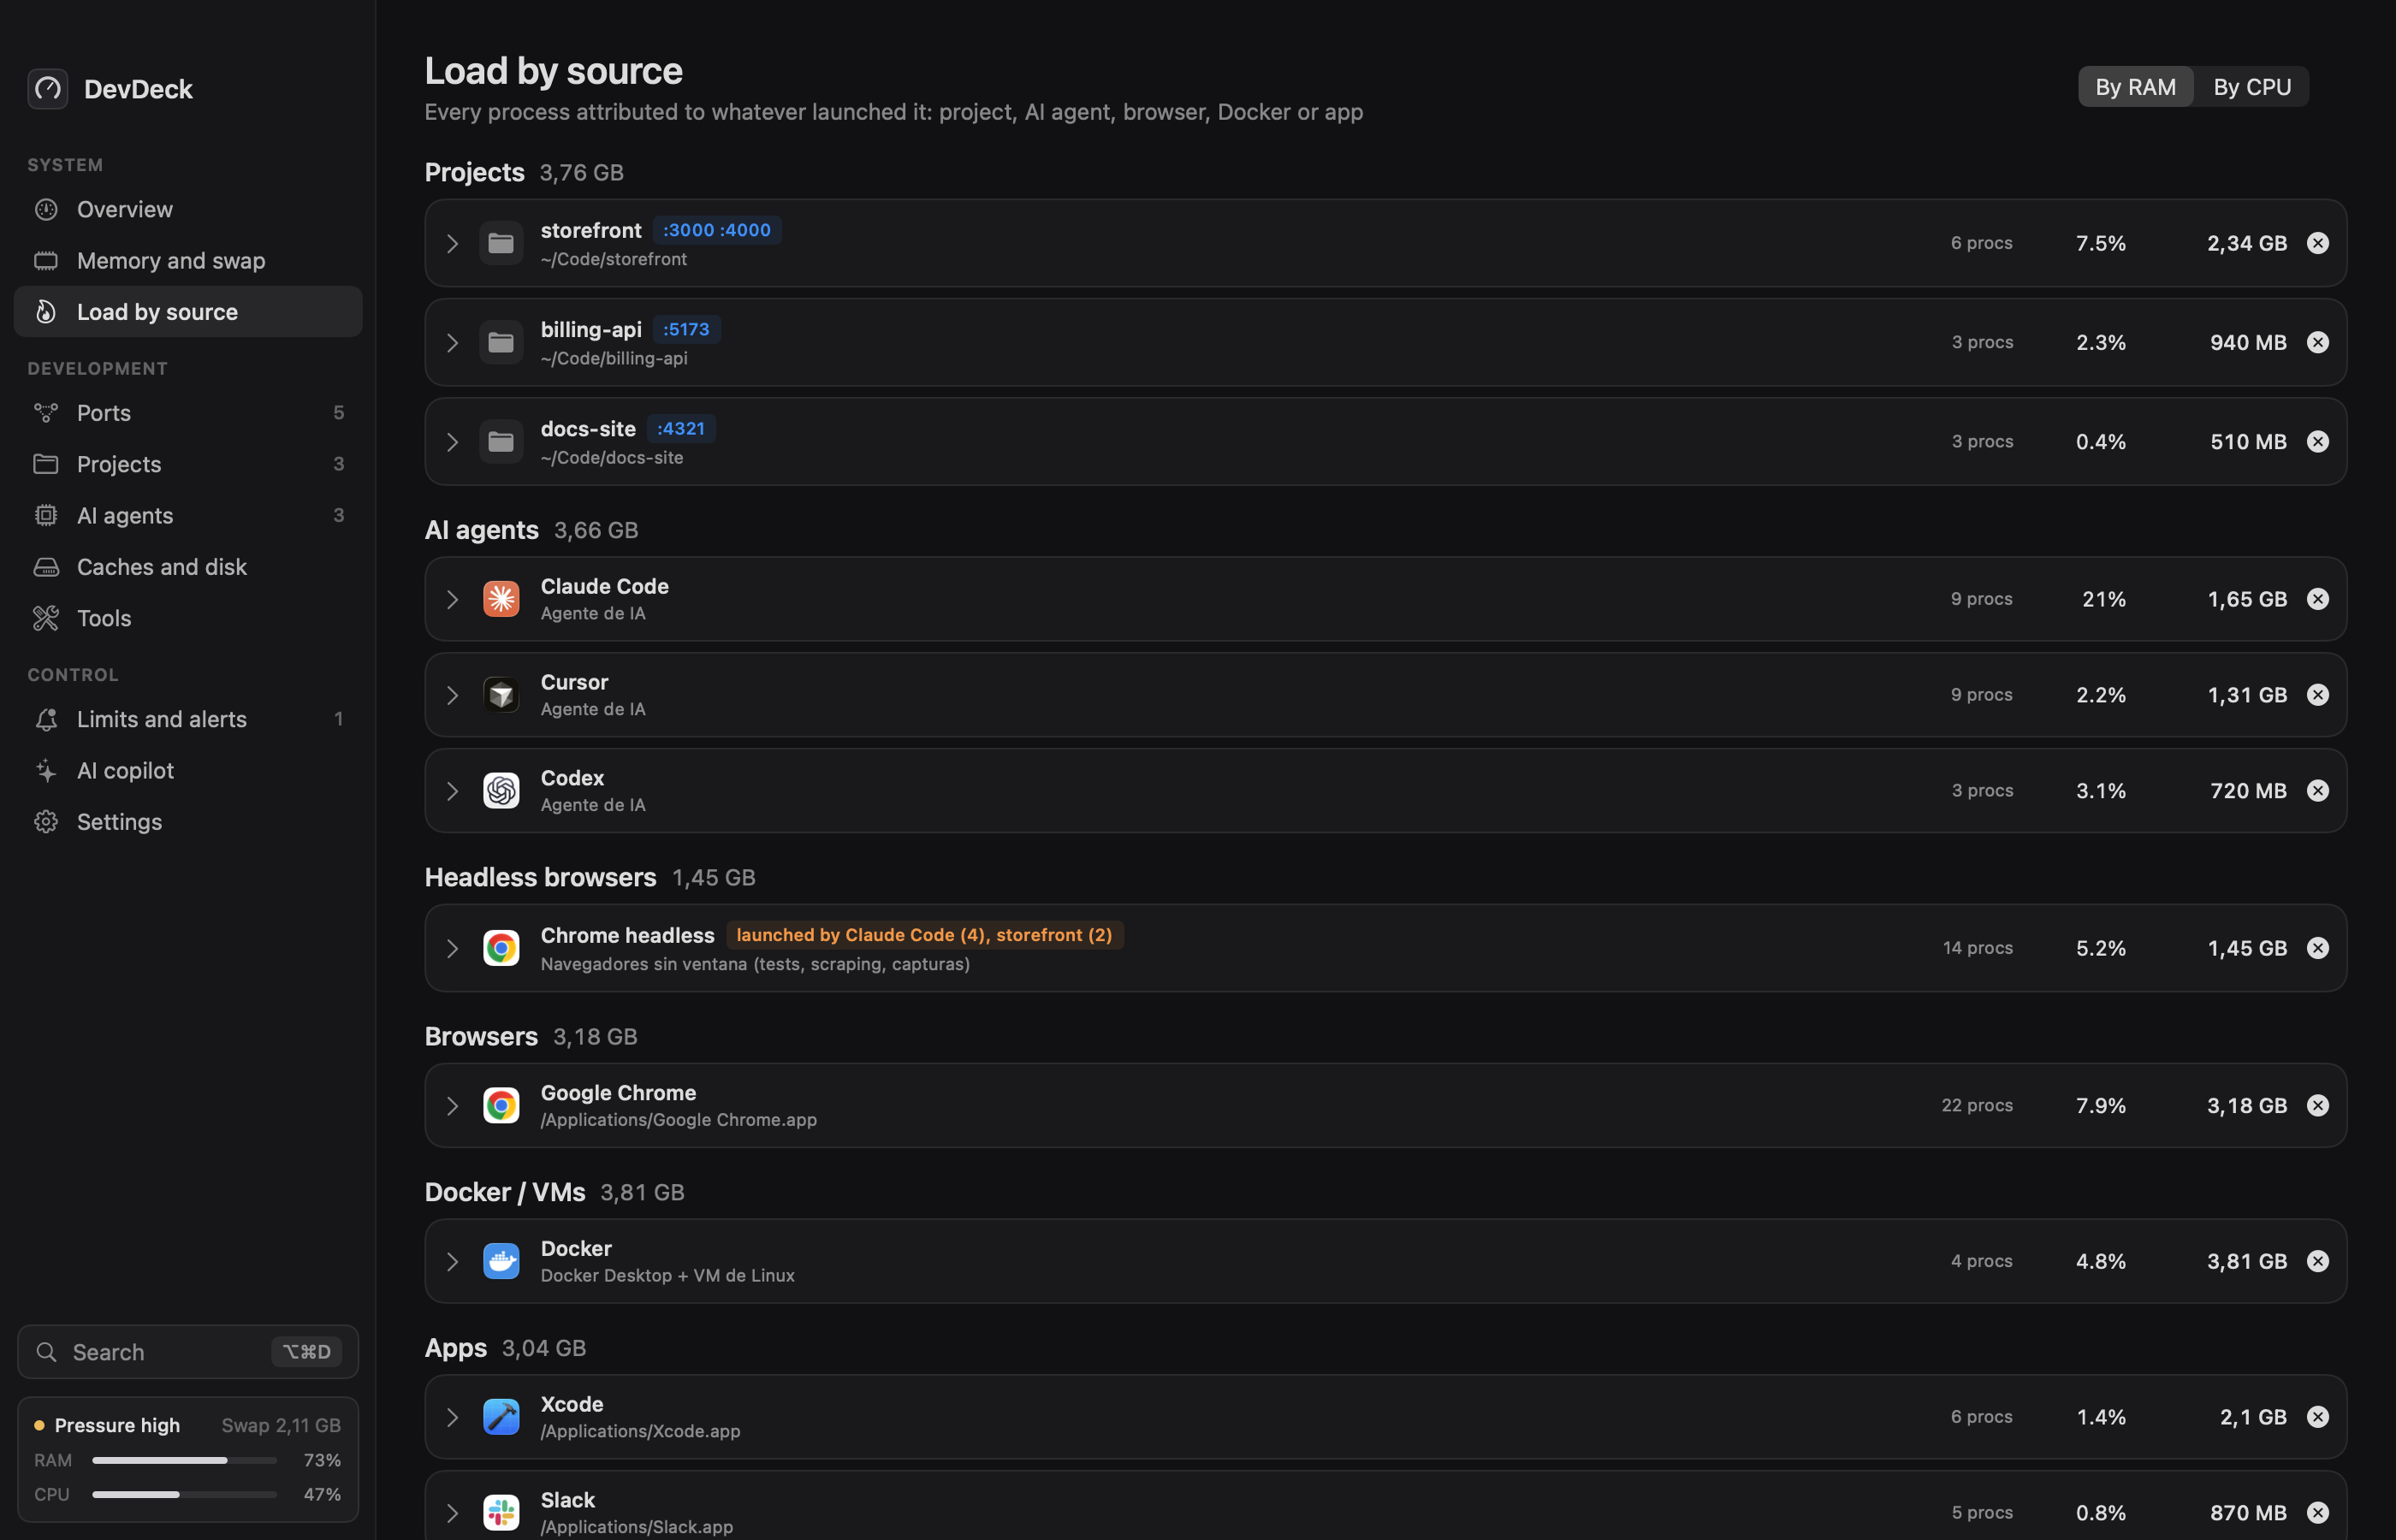 DevDeck
SYSTEM
Overview
Memory and swap
Load by source
DEVELOPMENT
Ports 5
Projects 3
AI agents 3
Caches and disk
Tools
CONTROL
Limits and alerts 1
AI copilot
Settings
Search ⌥⌘D
Pressure high Swap 2,11 GB
RAM 73%
CPU 47%
Load by source
Every process attributed to whatever launched it: project, AI agent, browser, Docker or app
By RAM By CPU
Projects 3,76 GB
storefront :3000 :4000
~/Code/storefront
6 procs 7.5% 2,34 GB
billing-api :5173
~/Code/billing-api
3 procs 2.3% 940 MB
docs-site :4321
~/Code/docs-site
3 procs 0.4% 510 MB
AI agents 3,66 GB
Claude Code
Agente de IA
9 procs 21% 1,65 GB
Cursor
Agente de IA
9 procs 2.2% 1,31 GB
Codex
Agente de IA
3 procs 3.1% 720 MB
Headless browsers 1,45 GB
Chrome headless launched by Claude Code (4), storefront (2)
Navegadores sin ventana (tests, scraping, capturas)
14 procs 5.2% 1,45 GB
Browsers 3,18 GB
Google Chrome
/Applications/Google Chrome.app
22 procs 7.9% 3,18 GB
Docker / VMs 3,81 GB
Docker
Docker Desktop + VM de Linux
4 procs 4.8% 3,81 GB
Apps 3,04 GB
Xcode
/Applications/Xcode.app
6 procs 1.4% 2,1 GB
Slack
/Applications/Slack.app
5 procs 0.8% 870 MB